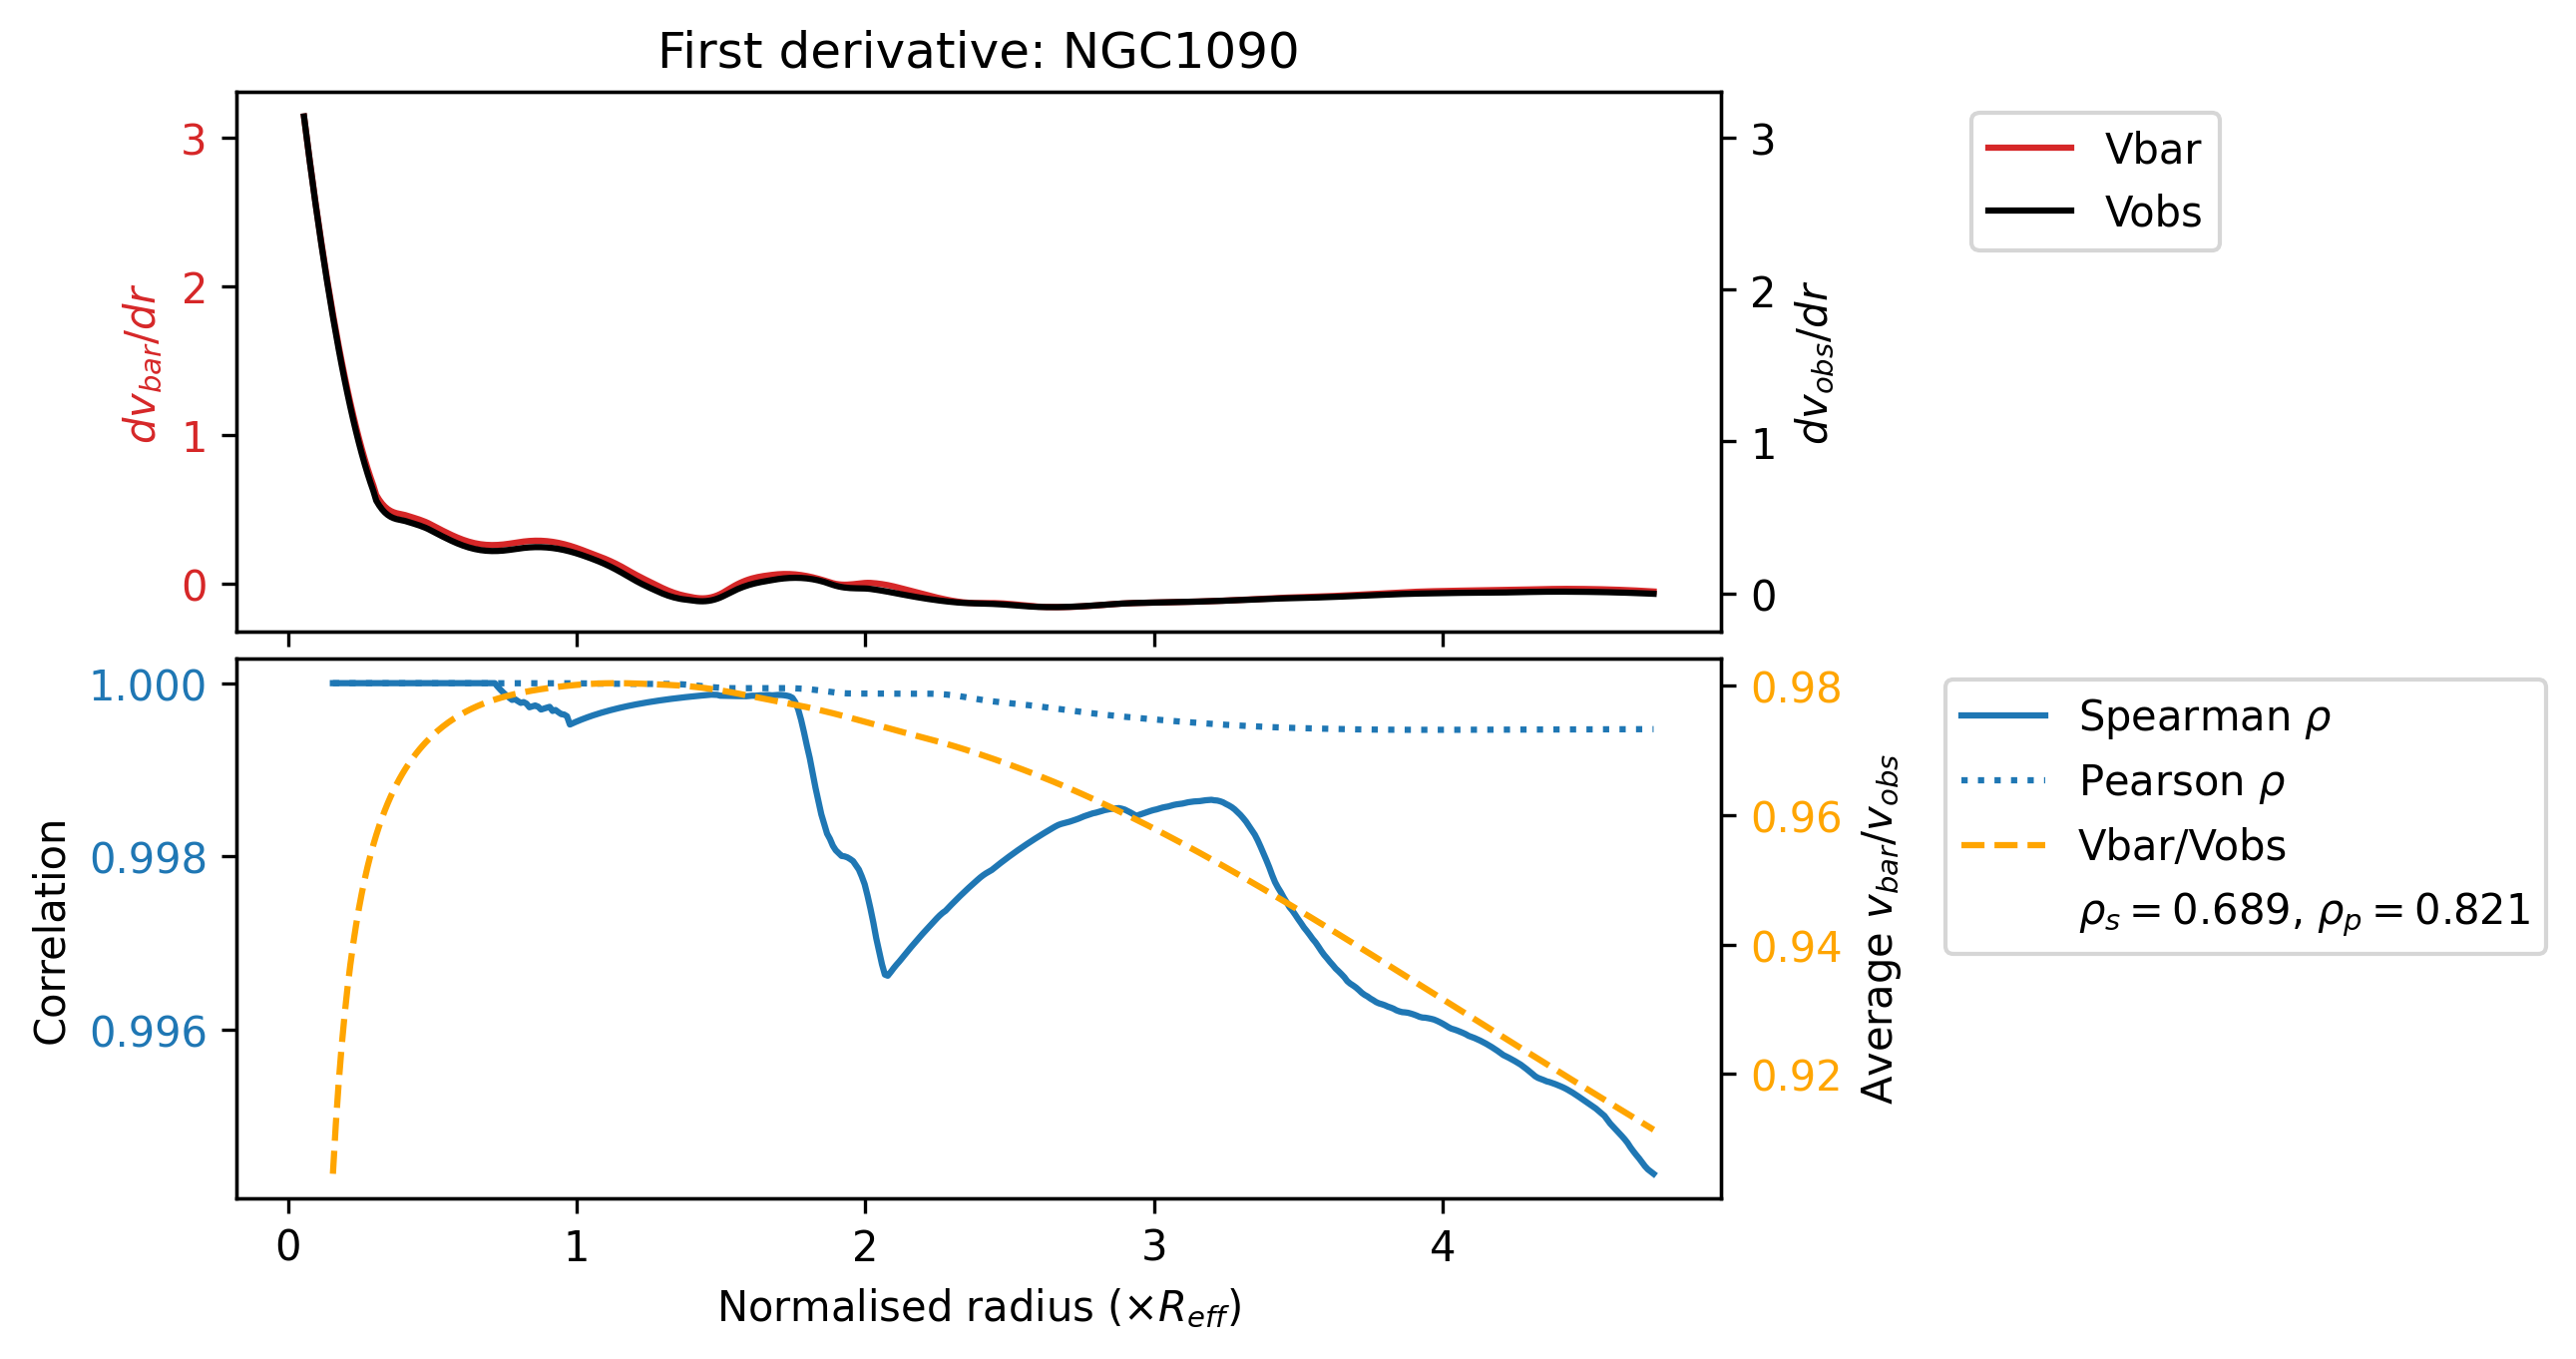 First derivative: NGC1090
3
2
1
0
dv_bar/dr
3
2
1
0
dv_obs/dr
Vbar
Vobs
1.000
0.998
0.996
Correlation
0.98
0.96
0.94
0.92
Average v_bar/v_obs
Spearman ρ
Pearson ρ
Vbar/Vobs
ρ_s = 0.689, ρ_p = 0.821
0 1 2 3 4
Normalised radius (×R_eff)